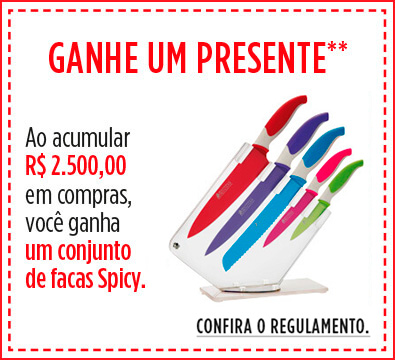 GANHE UM PRESENTE**
Ao acumular
R$ 2.500,00
em compras,
você ganha
um conjunto
de facas Spicy.
CONFIRA O REGULAMENTO.